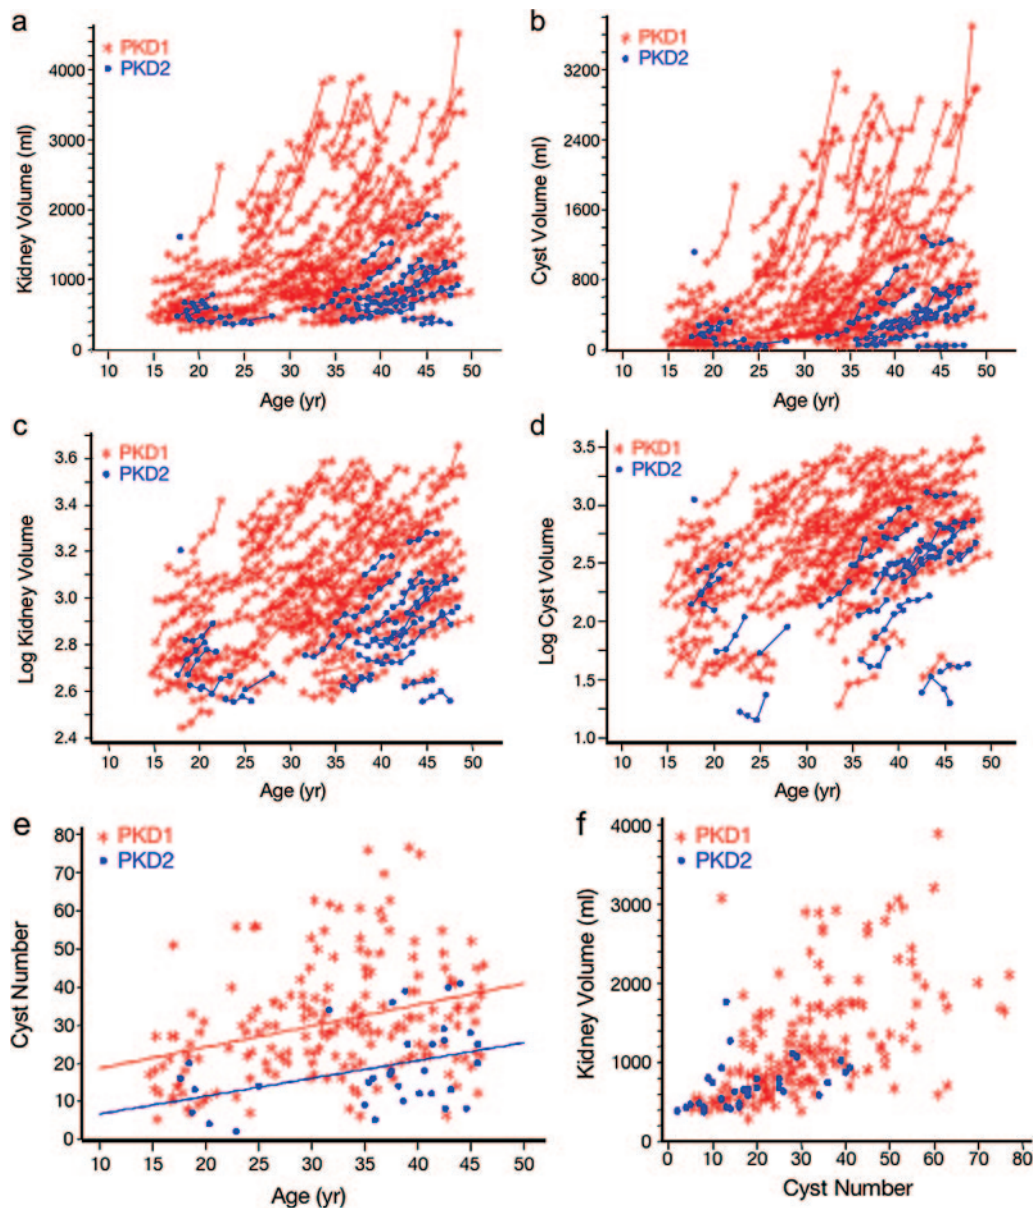 a
PKD1
PKD2
Kidney Volume (ml)
4000
3000
2000
1000
0
10 15 20 25 30 35 40 45 50
Age (yr)
b
PKD1
PKD2
Cyst Volume (ml)
3200
2400
1600
800
0
10 15 20 25 30 35 40 45 50
Age (yr)
c
PKD1
PKD2
Log Kidney Volume
3.6
3.4
3.2
3.0
2.8
2.6
2.4
10 15 20 25 30 35 40 45 50
Age (yr)
d
PKD1
PKD2
Log Cyst Volume
3.5
3.0
2.5
2.0
1.5
1.0
10 15 20 25 30 35 40 45 50
Age (yr)
e
PKD1
PKD2
Cyst Number
80
70
60
50
40
30
20
10
0
10 15 20 25 30 35 40 45 50
Age (yr)
f
PKD1
PKD2
Kidney Volume (ml)
4000
3000
2000
1000
0
0 10 20 30 40 50 60 70 80
Cyst Number